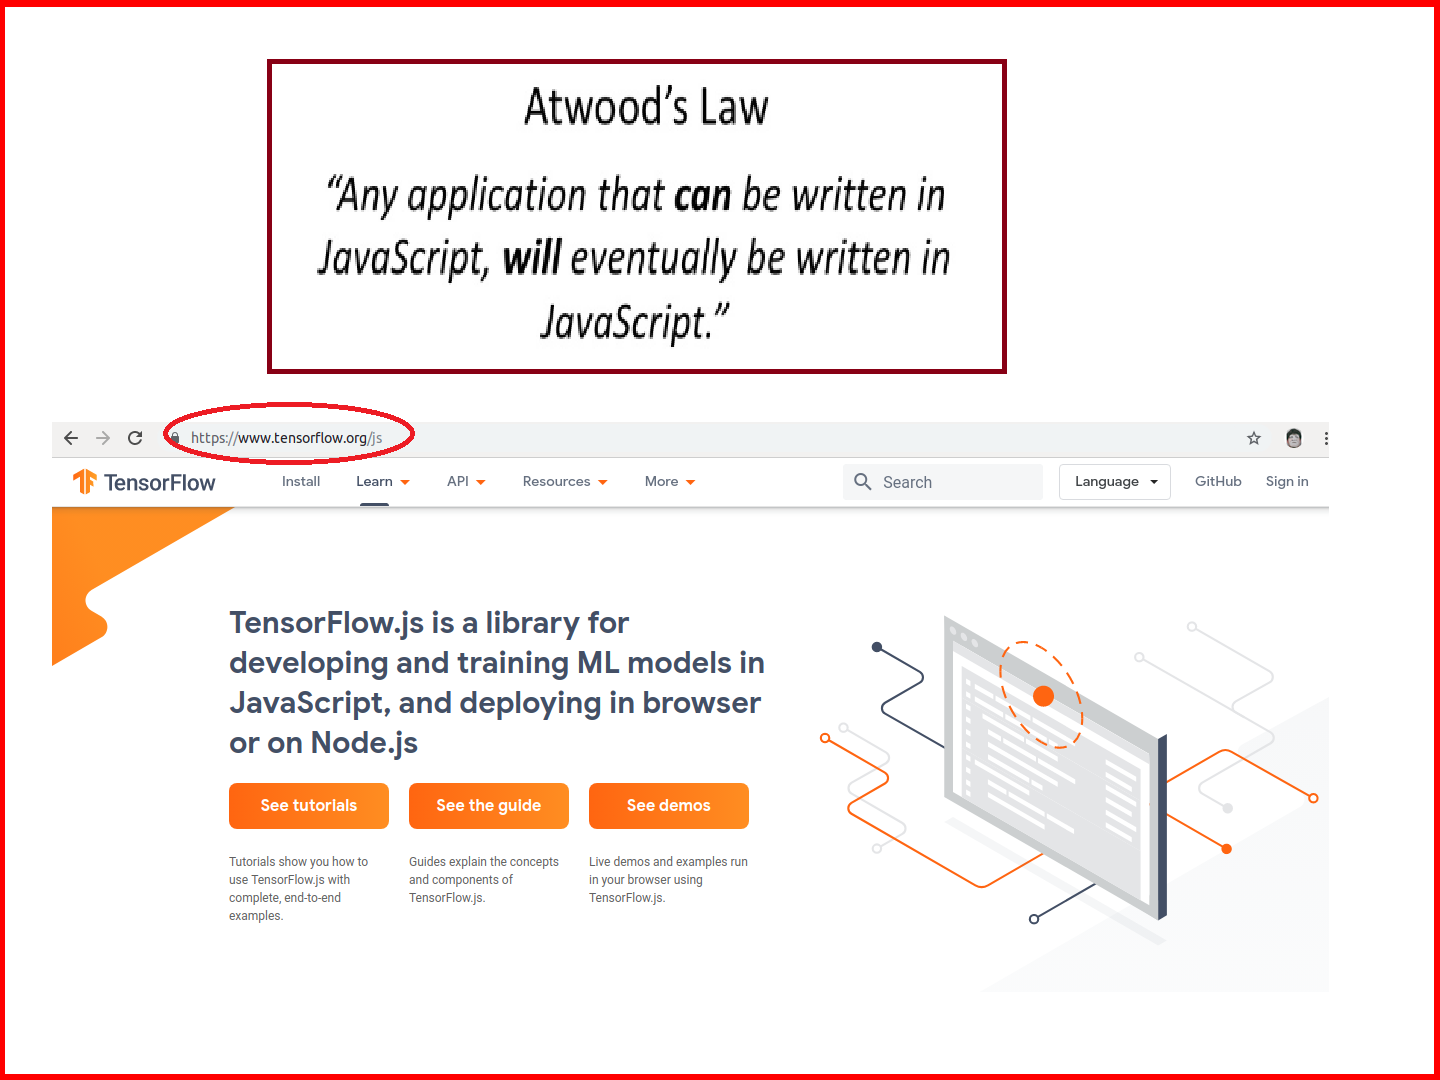 Atwood's Law
“Any application that can be written in
JavaScript, will eventually be written in
JavaScript.”
https://www.tensorflow.org/js
TensorFlow Install Learn API Resources More Search Language GitHub Sign in
TensorFlow.js is a library for
developing and training ML models in
JavaScript, and deploying in browser
or on Node.js
See tutorials See the guide See demos
Tutorials show you how to
use TensorFlow.js with
complete, end-to-end
examples.
Guides explain the concepts
and components of
TensorFlow.js.
Live demos and examples run
in your browser using
TensorFlow.js.